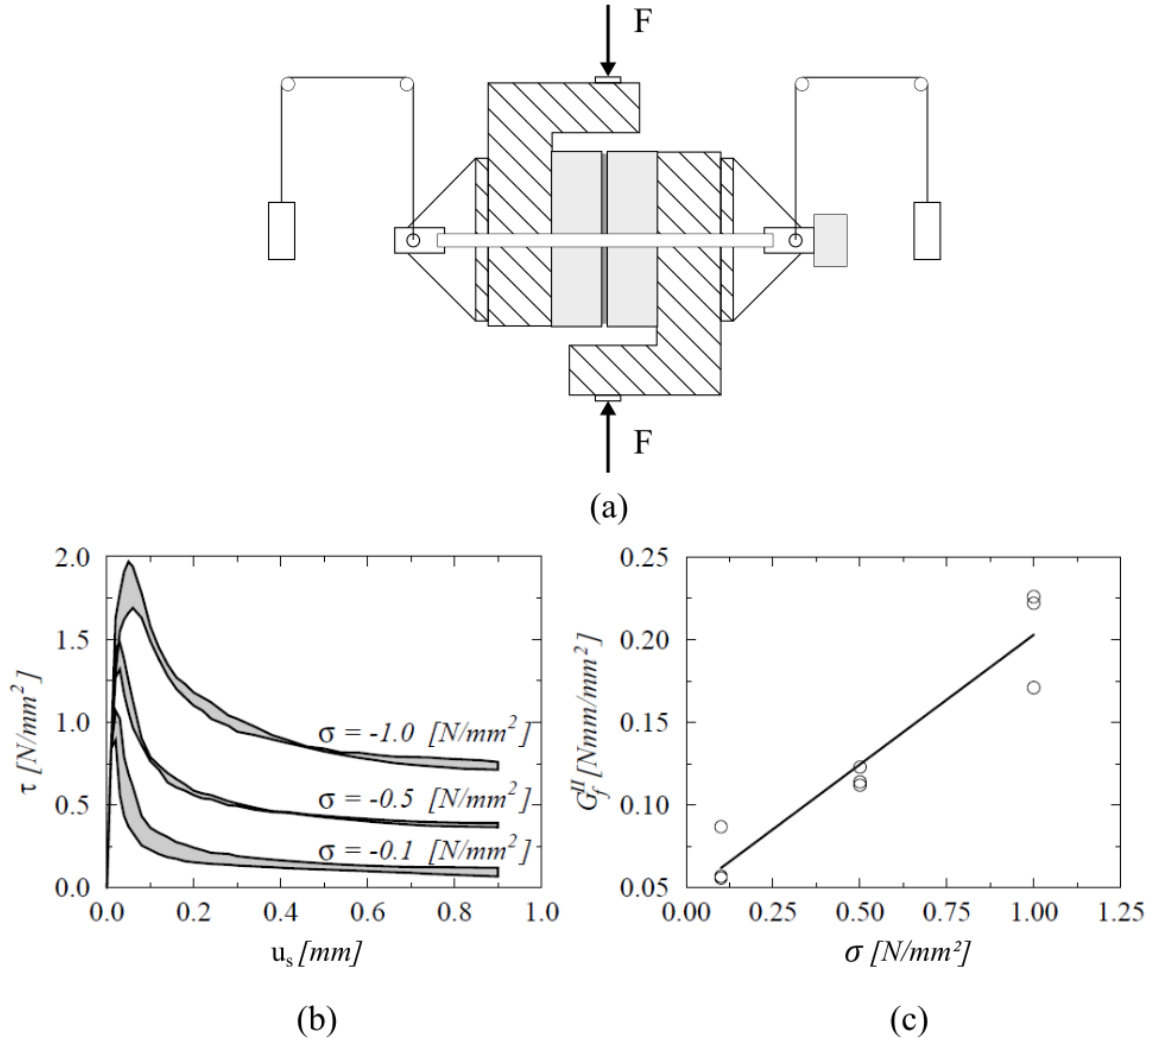 F
F
(a)
2.0
1.5
1.0
0.5
0.0
τ [N/mm²]
σ = -1.0 [N/mm²]
σ = -0.5 [N/mm²]
σ = -0.1 [N/mm²]
0.0 0.2 0.4 0.6 0.8 1.0
uₛ [mm]
(b)
0.25
0.20
0.15
0.10
0.05
G_f^II [Nmm/mm²]
0.00 0.25 0.50 0.75 1.00 1.25
σ [N/mm²]
(c)